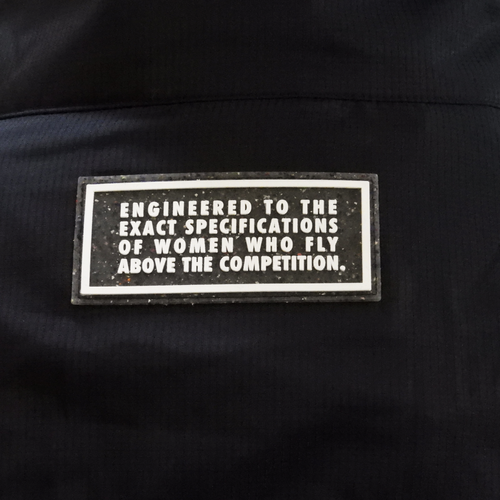 ENGINEERED TO THE
EXACT SPECIFICATIONS
OF WOMEN WHO FLY
ABOVE THE COMPETITION.